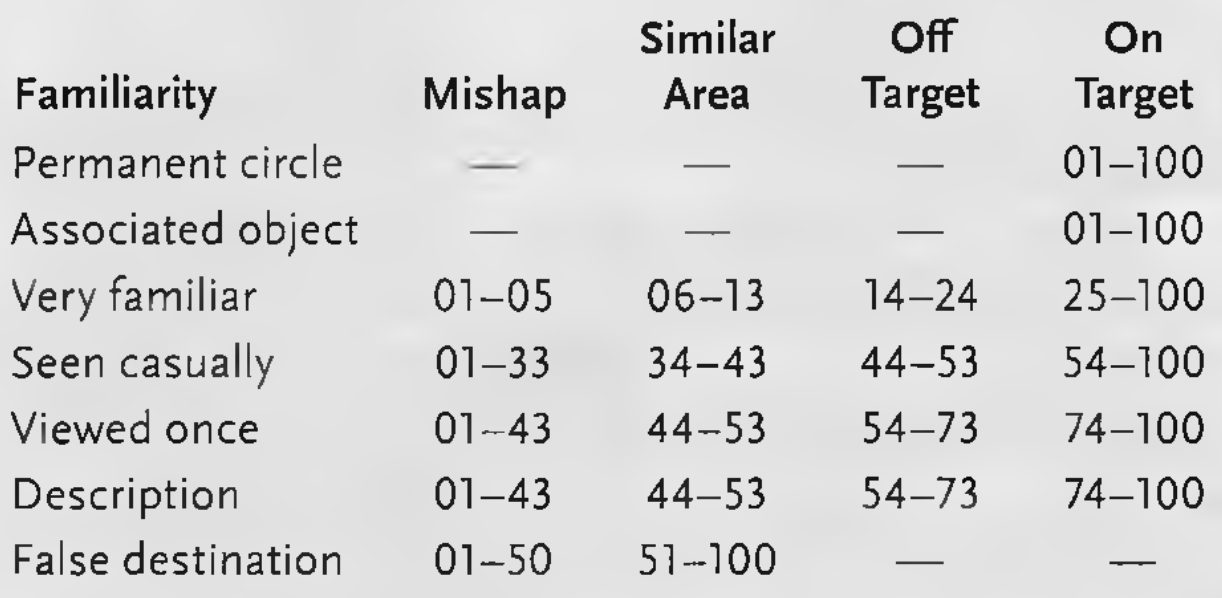 Similar Off On
Familiarity Mishap Area Target Target
Permanent circle — — — 01–100
Associated object — — — 01–100
Very familiar 01–05 06–13 14–24 25–100
Seen casually 01–33 34–43 44–53 54–100
Viewed once 01–43 44–53 54–73 74–100
Description 01–43 44–53 54–73 74–100
False destination 01–50 51–100 — —